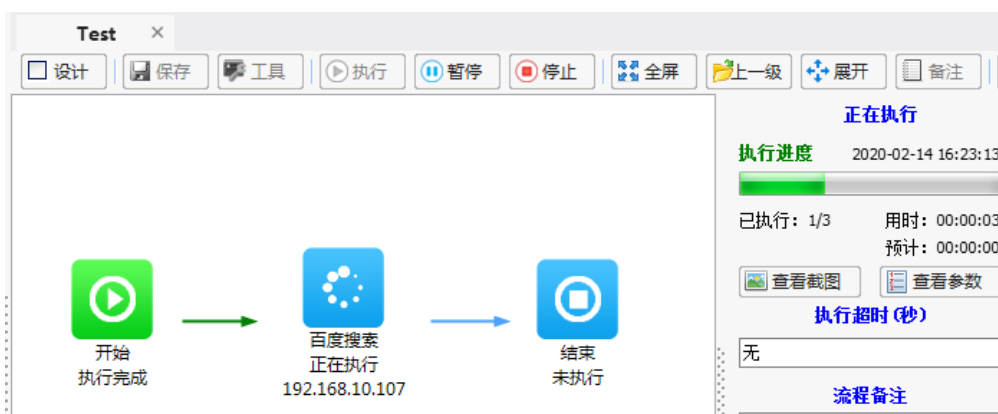 Test
设计 保存 工具 执行 暂停 停止 全屏 上一级 展开 备注
正在执行
执行进度 2020-02-14 16:23:13
已执行：1/3 用时：00:00:03
预计：00:00:00
查看截图 查看参数
执行超时(秒)
无
流程备注
开始
执行完成
百度搜索
正在执行
192.168.10.107
结束
未执行